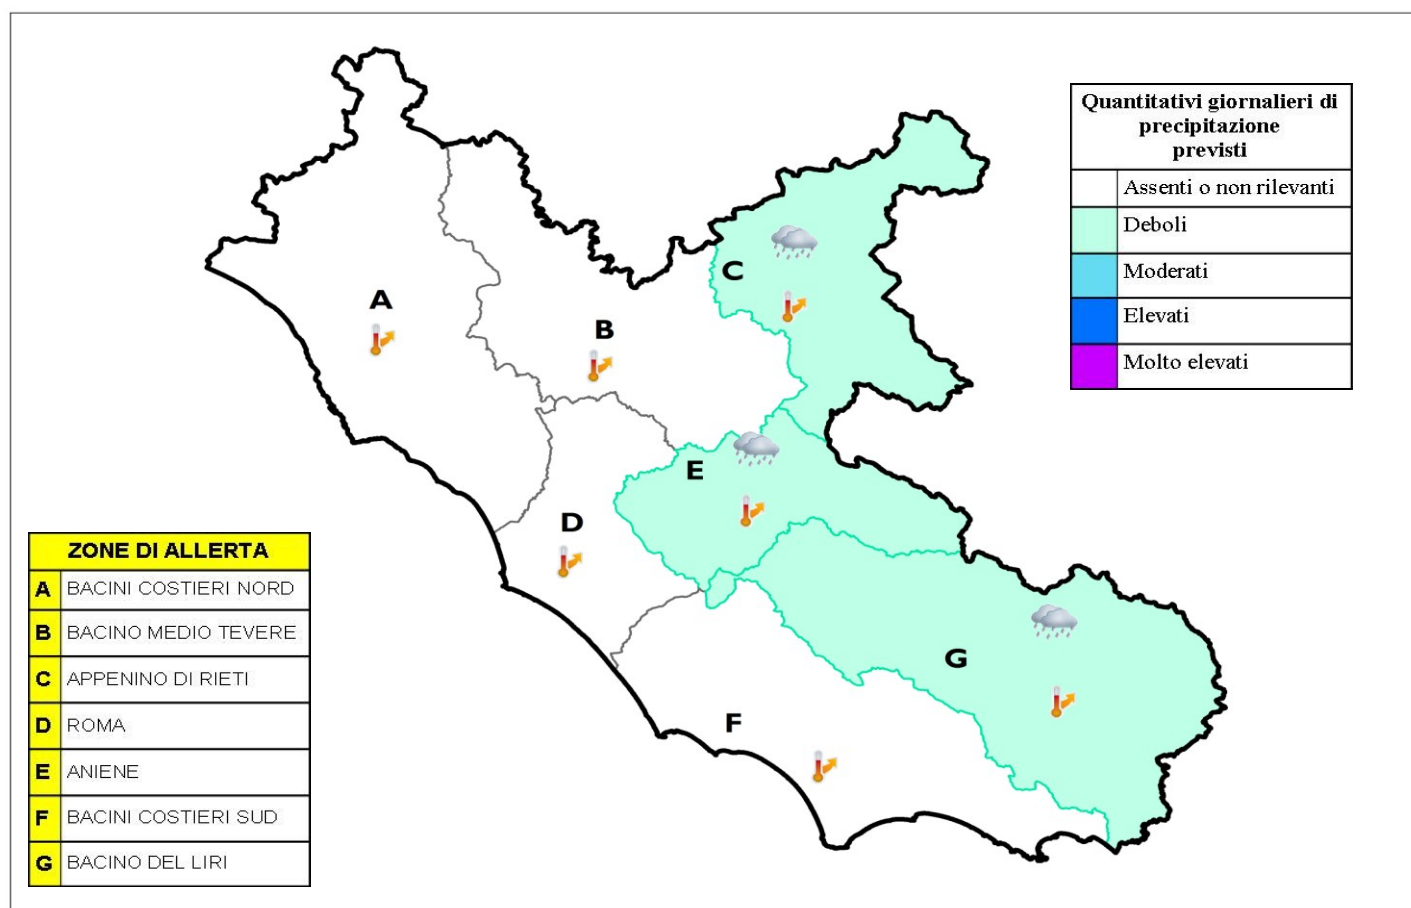 Quantitativi giornalieri di
precipitazione
previsti
Assenti o non rilevanti
Deboli
Moderati
Elevati
Molto elevati
C
A
B
E
D
G
F
ZONE DI ALLERTA
A BACINI COSTIERI NORD
B BACINO MEDIO TEVERE
C APPENINO DI RIETI
D ROMA
E ANIENE
F BACINI COSTIERI SUD
G BACINO DEL LIRI